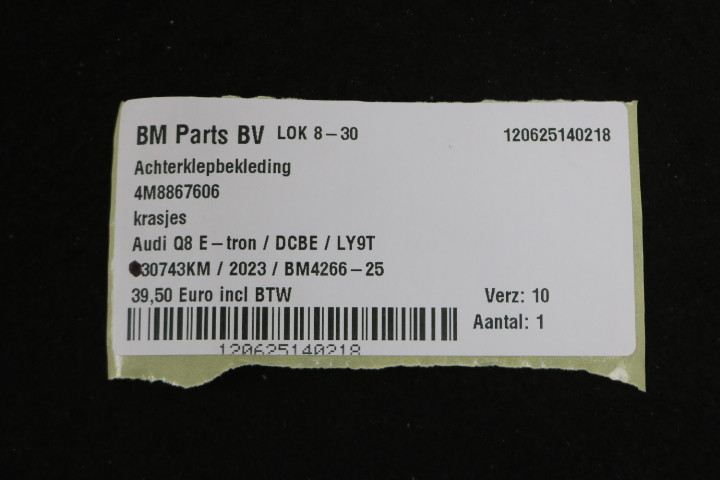 BM Parts BV LOK 8-30 120625140218
Achterklepbekleding
4M8867606
krasjes
Audi Q8 E-tron / DCBE / LY9T
30743KM / 2023 / BM4266-25
39,50 Euro incl BTW Verz: 10
Aantal: 1
120625140218